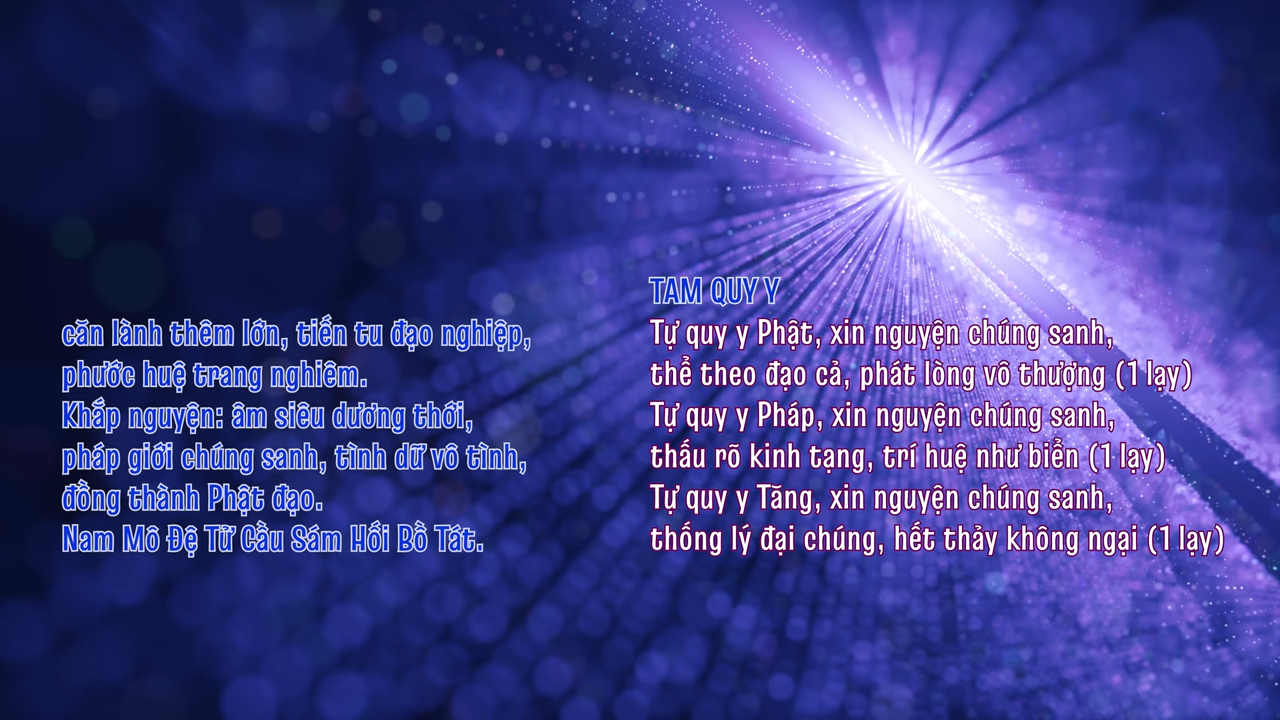 căn lành thêm lớn, tiến tu đạo nghiệp,
phước huệ trang nghiêm.
Khắp nguyện: âm siêu dương thới,
pháp giới chúng sanh, tình dữ vô tình,
đồng thành Phật đạo.
Nam Mô Đệ Tử Cầu Sám Hối Bồ Tát.
TAM QUY Y
Tự quy y Phật, xin nguyện chúng sanh,
thể theo đạo cả, phát lòng vô thượng (1 lạy)
Tự quy y Pháp, xin nguyện chúng sanh,
thấu rõ kinh tạng, trí huệ như biển (1 lạy)
Tự quy y Tăng, xin nguyện chúng sanh,
thống lý đại chúng, hết thảy không ngại (1 lạy)